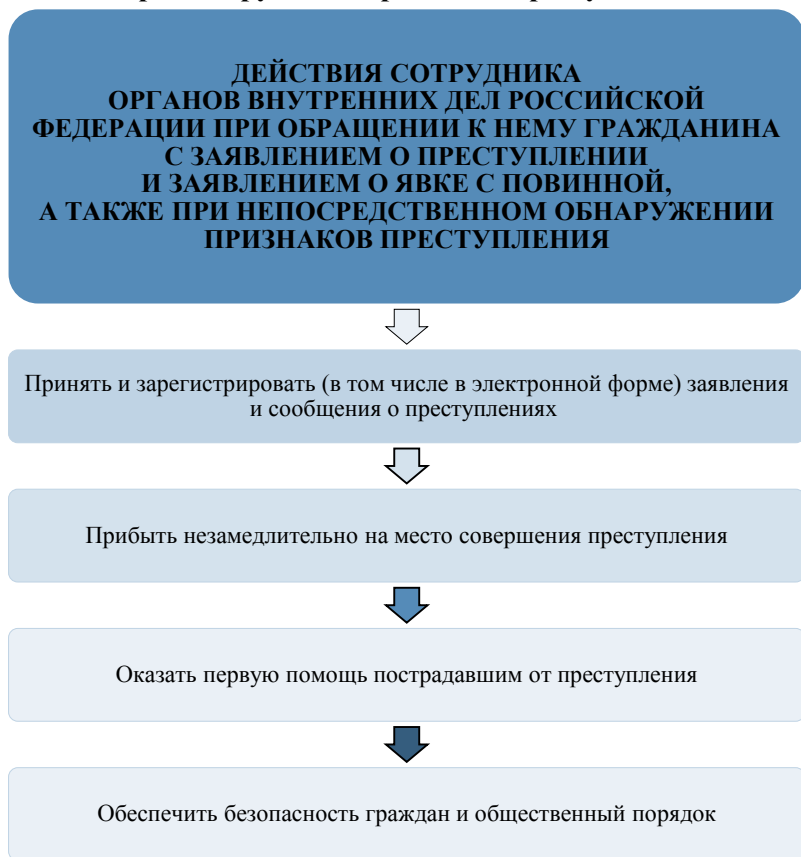 ДЕЙСТВИЯ СОТРУДНИКА
ОРГАНОВ ВНУТРЕННИХ ДЕЛ РОССИЙСКОЙ
ФЕДЕРАЦИИ ПРИ ОБРАЩЕНИИ К НЕМУ ГРАЖДАНИНА
С ЗАЯВЛЕНИЕМ О ПРЕСТУПЛЕНИИ
И ЗАЯВЛЕНИЕМ О ЯВКЕ С ПОВИННОЙ,
А ТАКЖЕ ПРИ НЕПОСРЕДСТВЕННОМ ОБНАРУЖЕНИИ
ПРИЗНАКОВ ПРЕСТУПЛЕНИЯ
Принять и зарегистрировать (в том числе в электронной форме) заявления
и сообщения о преступлениях
Прибыть незамедлительно на место совершения преступления
Оказать первую помощь пострадавшим от преступления
Обеспечить безопасность граждан и общественный порядок